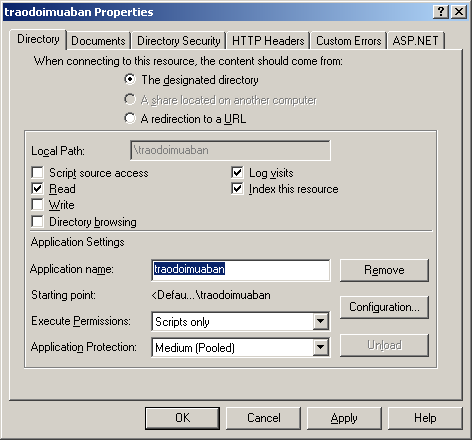 traodoimuaban Properties
Directory Documents Directory Security HTTP Headers Custom Errors ASP.NET
When connecting to this resource, the content should come from:
The designated directory
A share located on another computer
A redirection to a URL
Local Path: \traodoimuaban
Script source access Log visits
Read Index this resource
Write
Directory browsing
Application Settings
Application name: traodoimuaban Remove
Starting point: <Defau...\traodoimuaban
Configuration...
Execute Permissions: Scripts only
Application Protection: Medium (Pooled) Unload
OK Cancel Apply Help